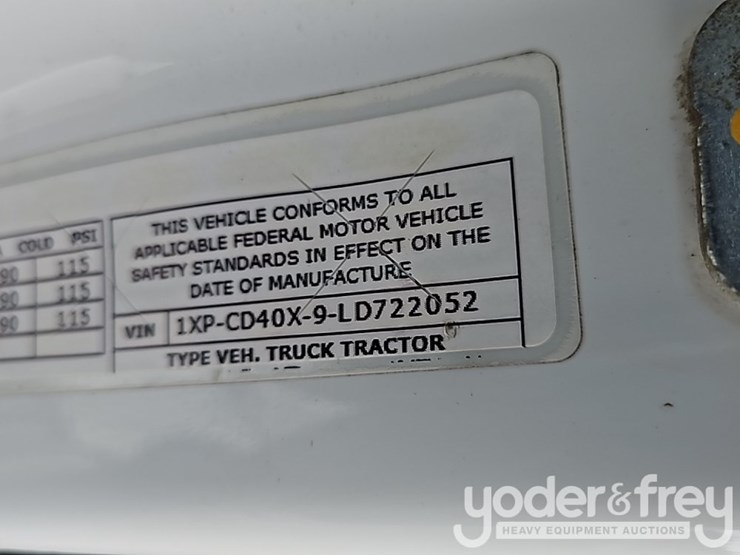 COLD PSI
90 115
90 115
90 115
THIS VEHICLE CONFORMS TO ALL
APPLICABLE FEDERAL MOTOR VEHICLE
SAFETY STANDARDS IN EFFECT ON THE
DATE OF MANUFACTURE
VIN 1XP-CD40X-9-LD722052
TYPE VEH. TRUCK TRACTOR
yoder&frey
HEAVY EQUIPMENT AUCTIONS